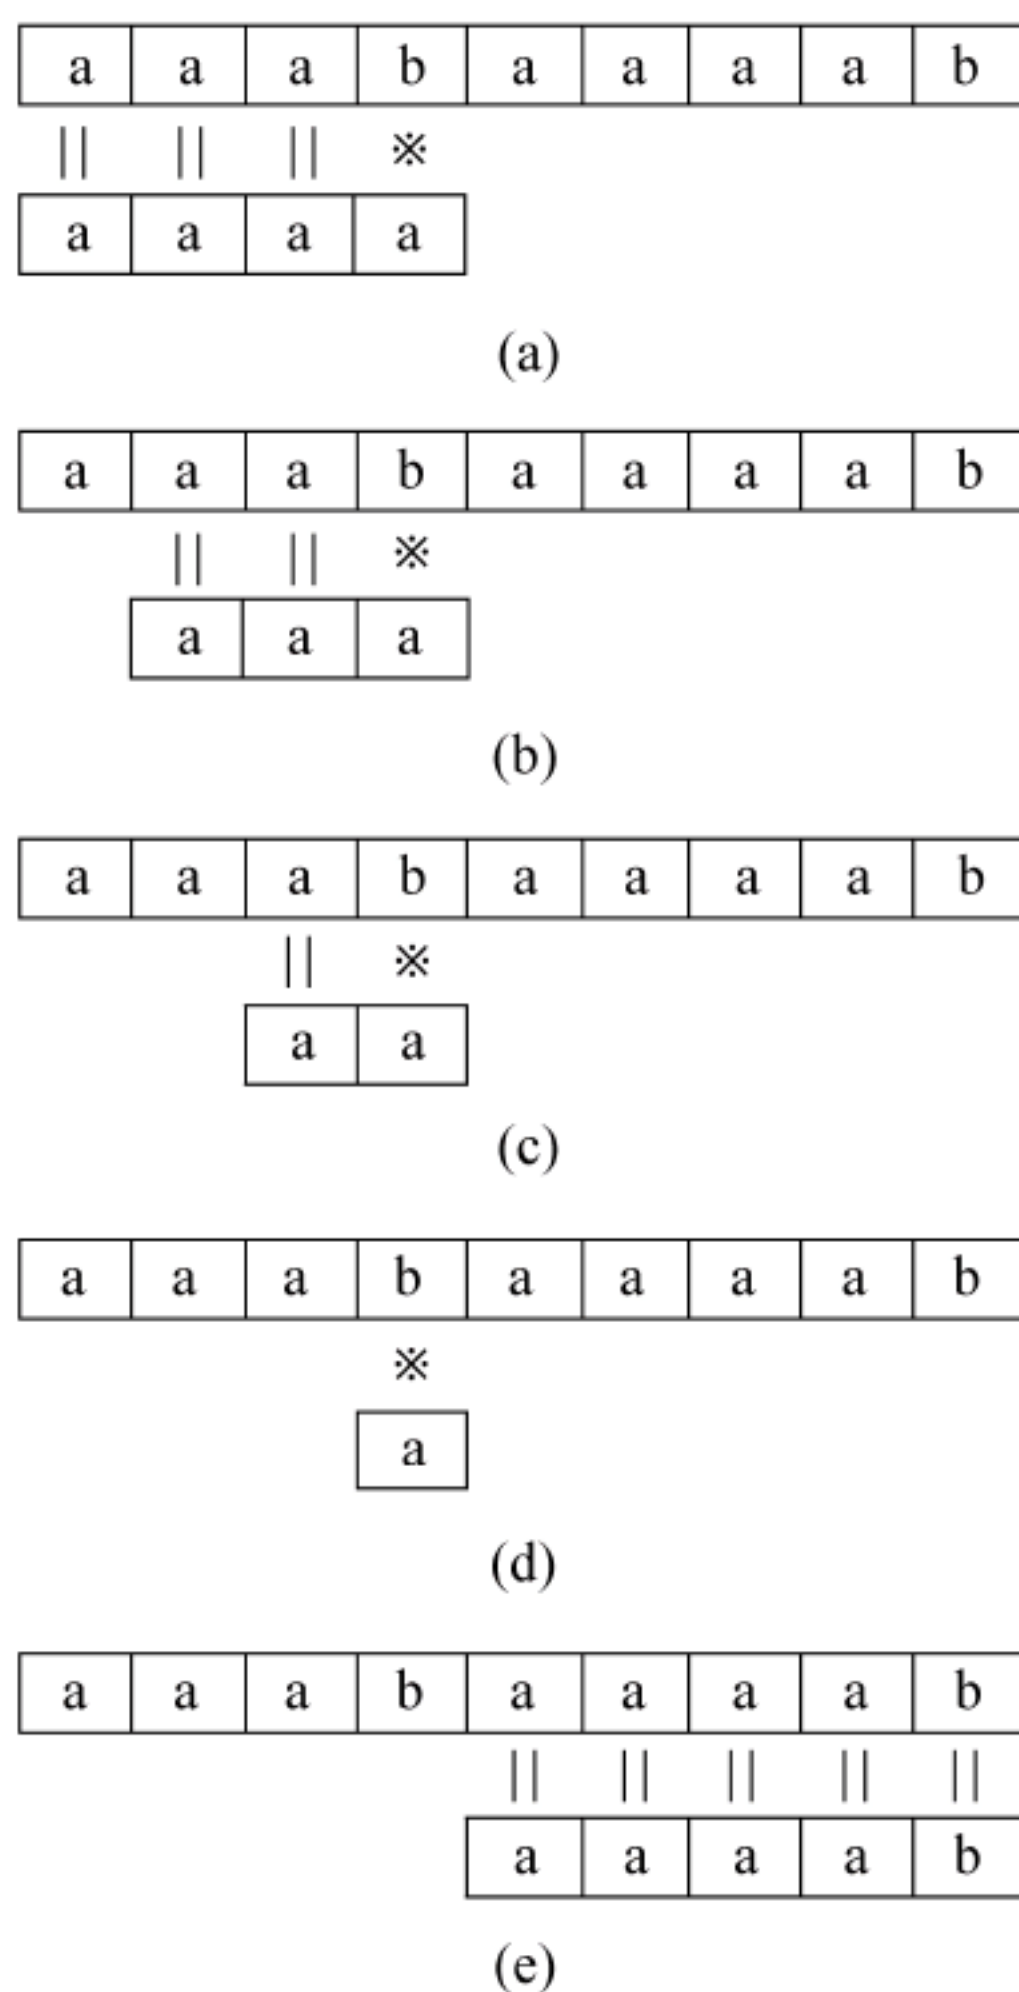 a a a b a a a a b
|| || || ※
a a a a
(a)
a a a b a a a a b
|| || ※
a a a
(b)
a a a b a a a a b
|| ※
a a
(c)
a a a b a a a a b
※
a
(d)
a a a b a a a a b
|| || || || ||
a a a a b
(e)